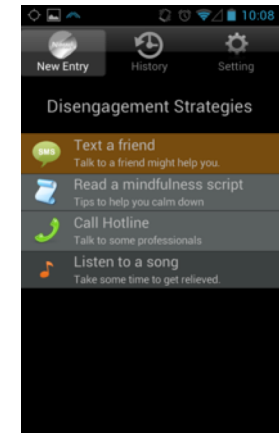 10:08
New Entry
History
Setting
Disengagement Strategies
SMS
Text a friend
Talk to a friend might help you.
Read a mindfulness script
Tips to help you calm down
Call Hotline
Talk to some professionals
Listen to a song
Take some time to get relieved.